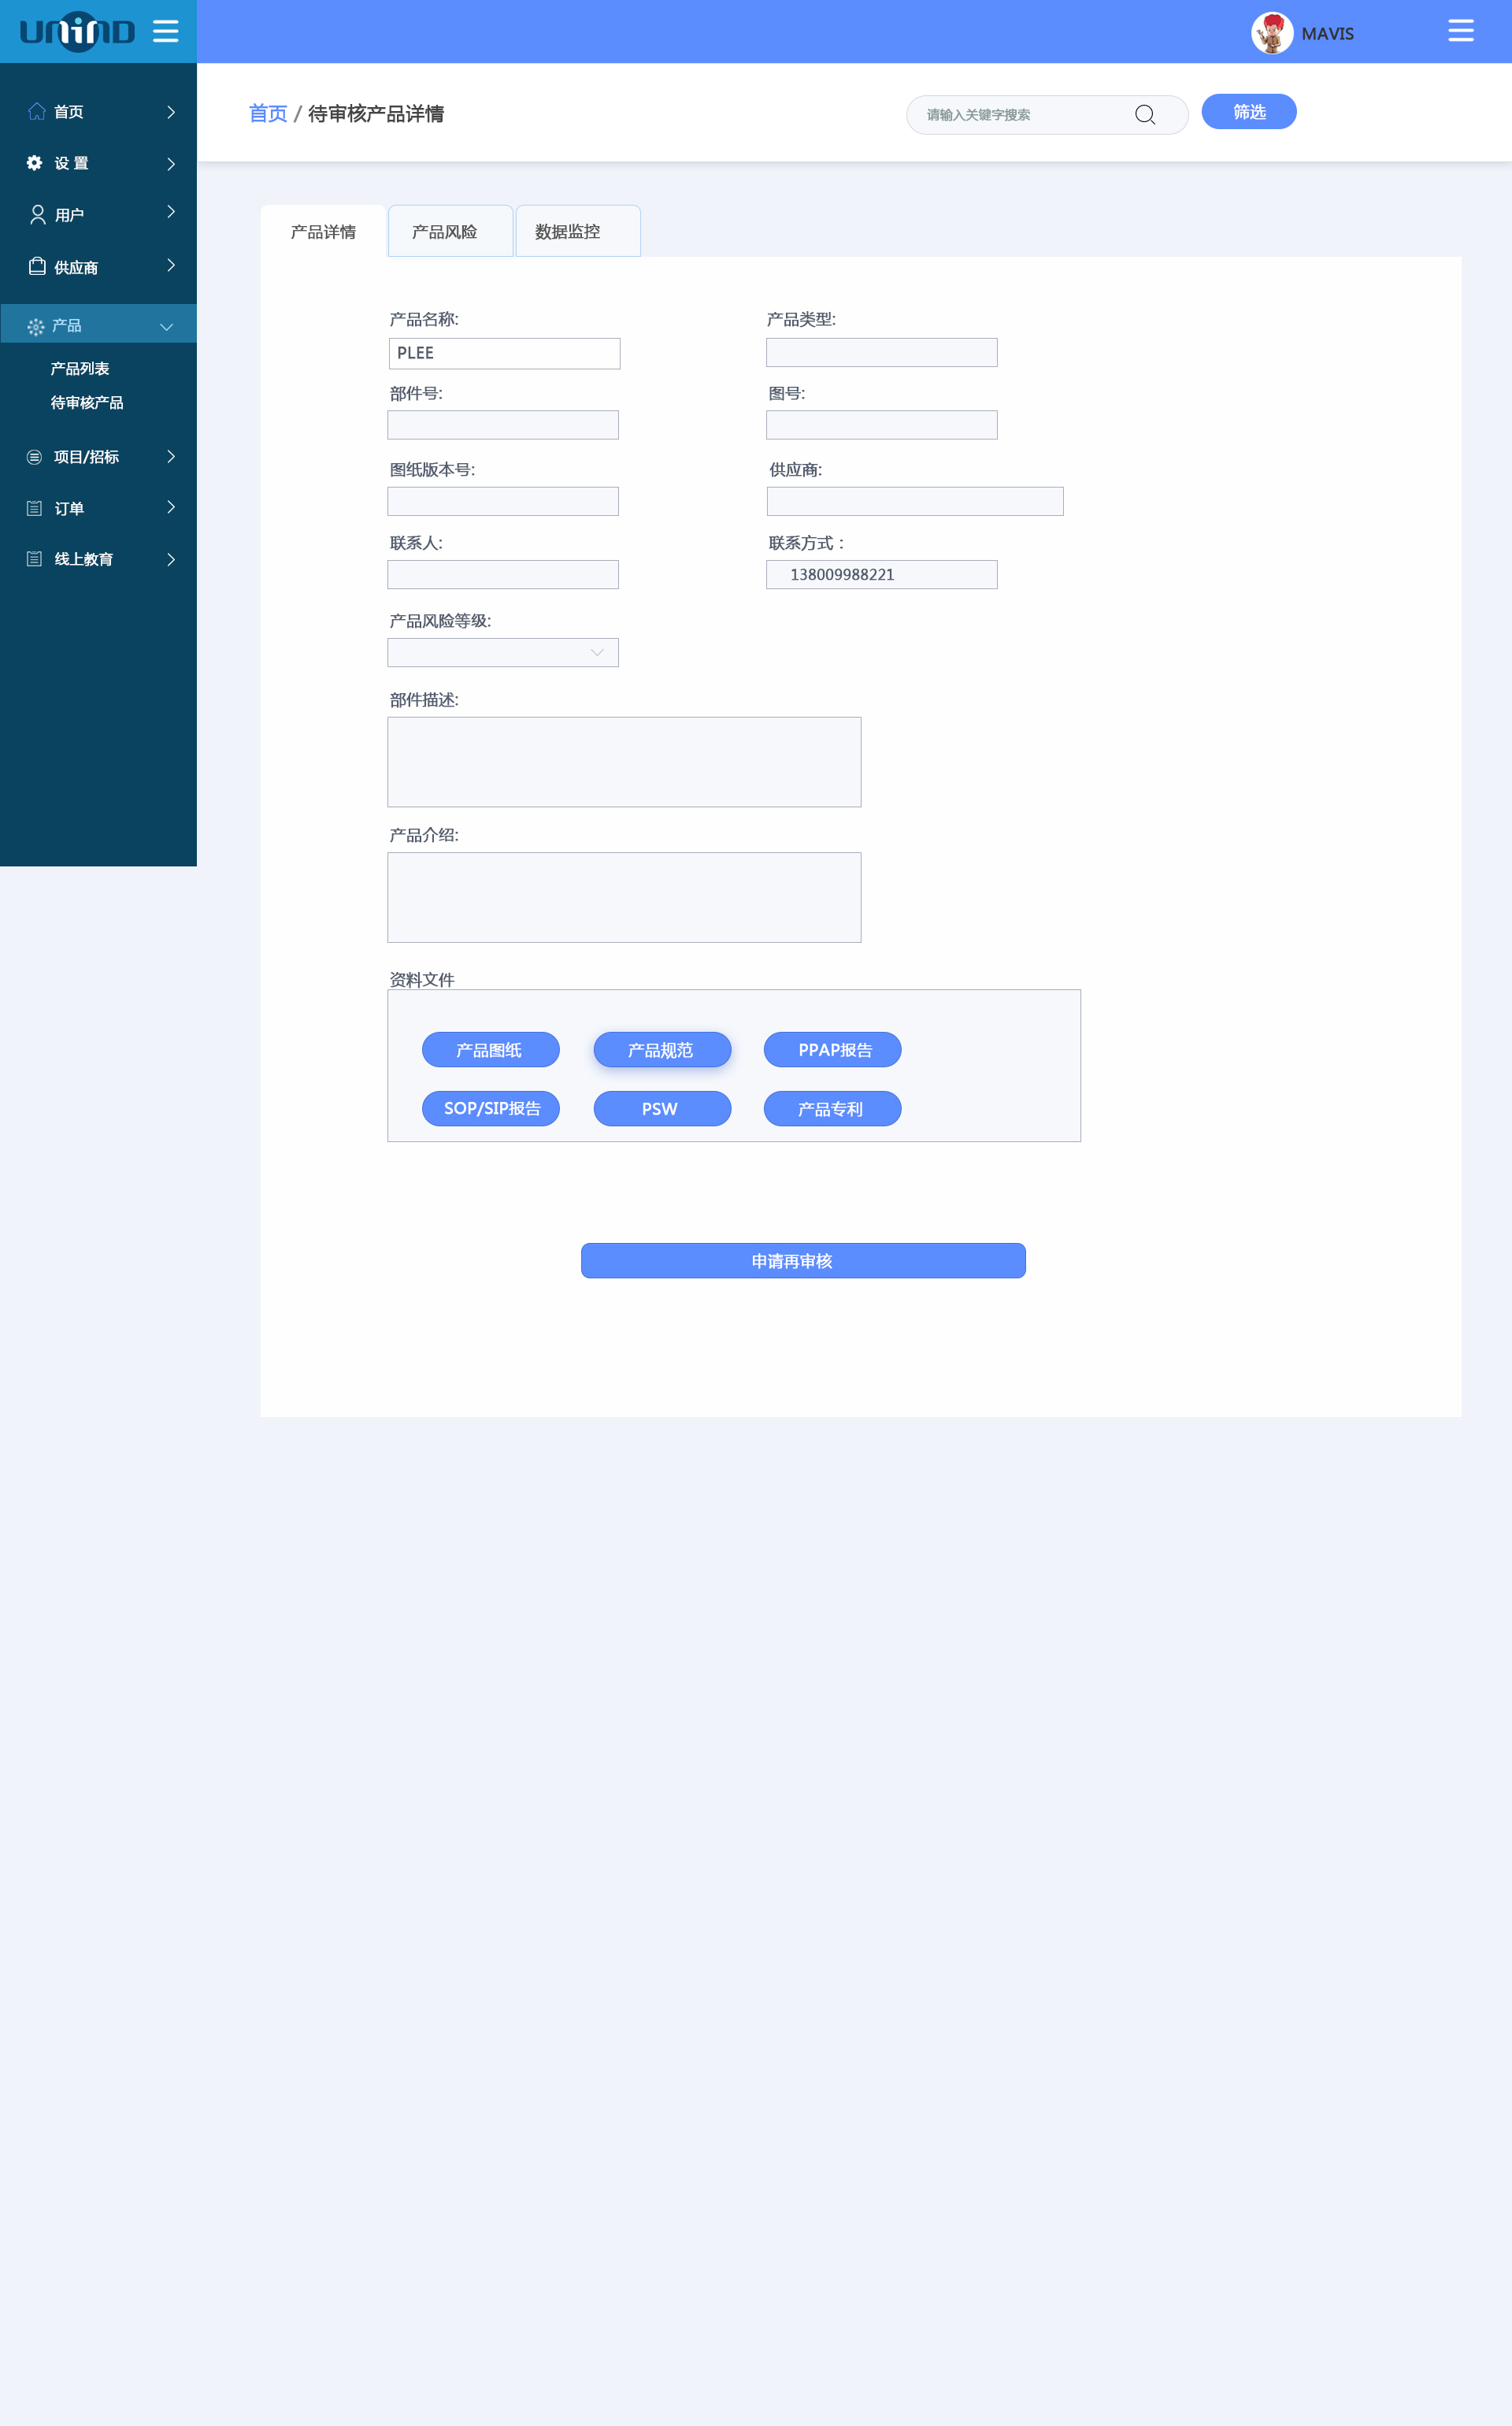 UNIND
MAVIS
首页 / 待审核产品详情
请输入关键字搜索
筛选
首页
设 置
用户
供应商
产品
产品列表
待审核产品
项目/招标
订单
线上教育
产品详情
产品风险
数据监控
产品名称:
产品类型:
PLEE
部件号:
图号:
图纸版本号:
供应商:
联系人:
联系方式：
138009988221
产品风险等级:
部件描述:
产品介绍:
资料文件
产品图纸
产品规范
PPAP报告
SOP/SIP报告
PSW
产品专利
申请再审核